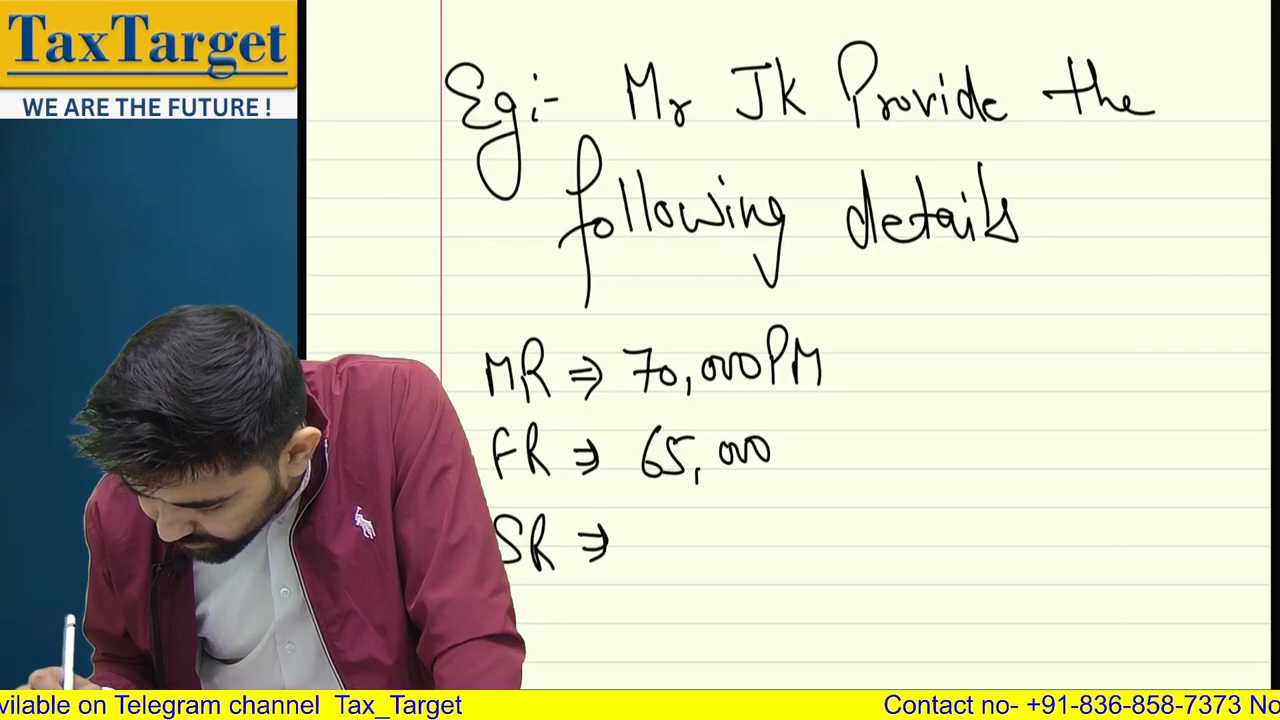 TaxTarget
WE ARE THE FUTURE !
Eg:- Mr Jk Provide the
following details
MR ⇒ 70,000PM
FR ⇒ 65,000
SR ⇒
vilable on Telegram channel Tax_Target
Contact no- +91-836-858-7373 No